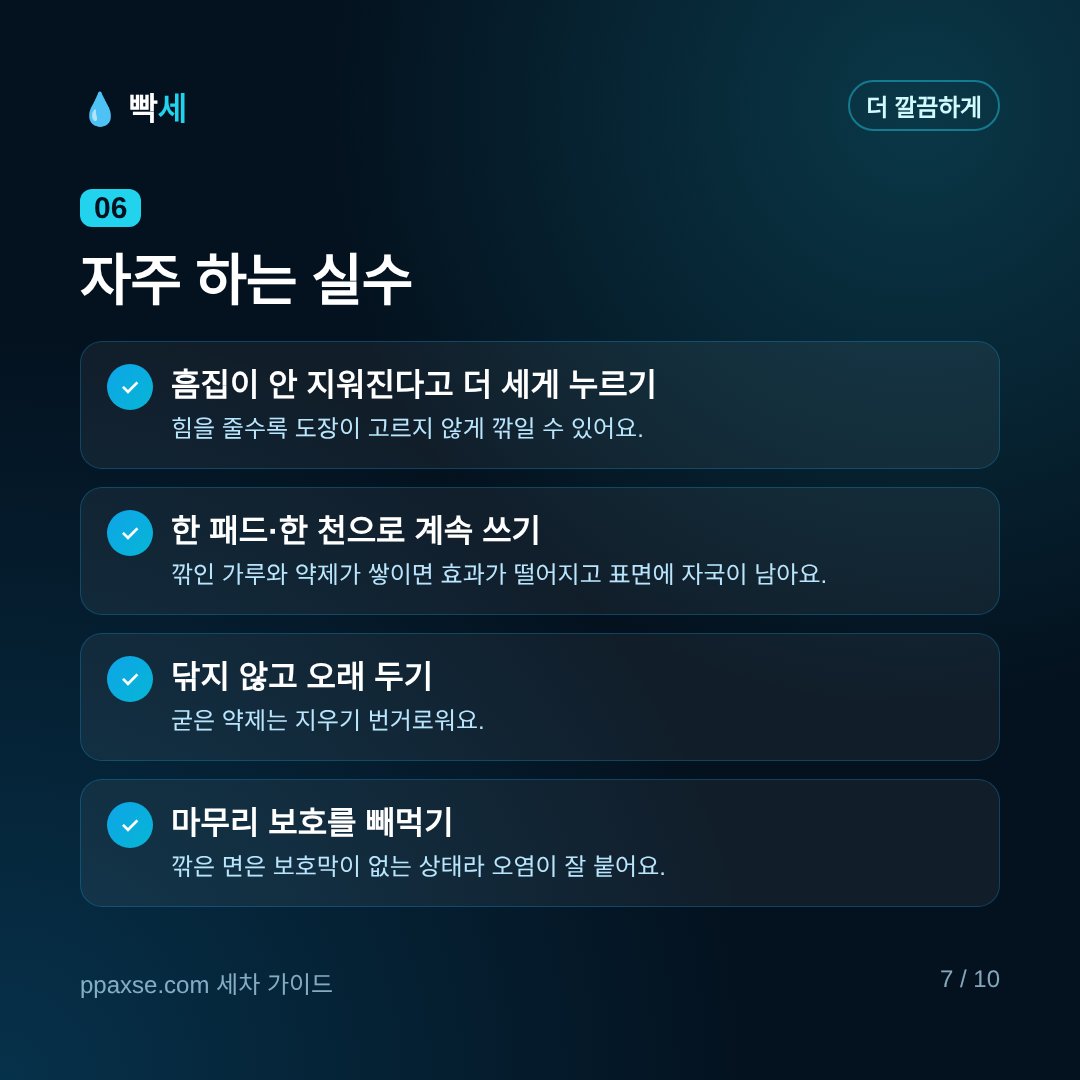 빡세
더 깔끔하게
06
자주 하는 실수
흠집이 안 지워진다고 더 세게 누르기
힘을 줄수록 도장이 고르지 않게 깎일 수 있어요.
한 패드·한 천으로 계속 쓰기
깎인 가루와 약제가 쌓이면 효과가 떨어지고 표면에 자국이 남아요.
닦지 않고 오래 두기
굳은 약제는 지우기 번거로워요.
마무리 보호를 빼먹기
깎은 면은 보호막이 없는 상태라 오염이 잘 붙어요.
ppaxse.com 세차 가이드
7 / 10